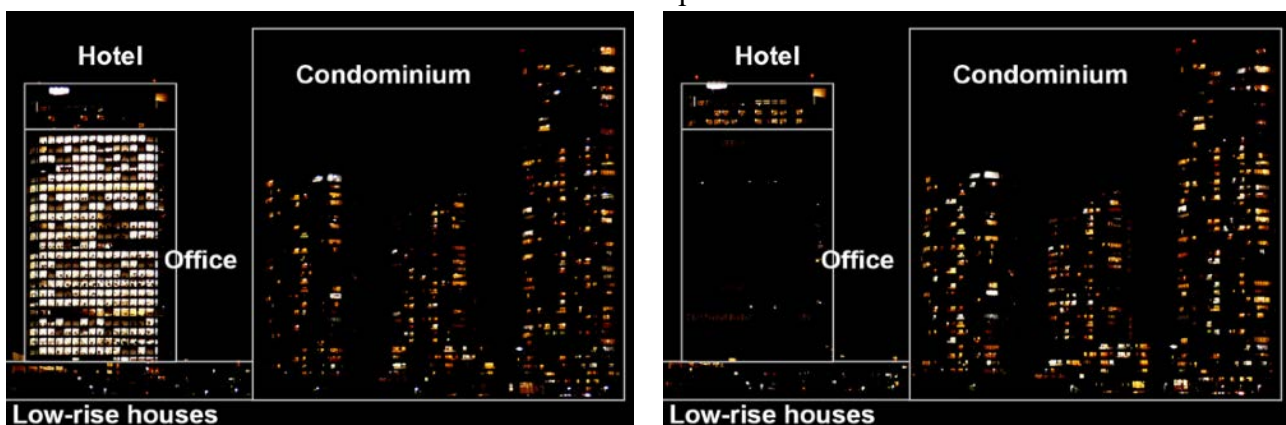 Hotel
Condominium
Office
Low-rise houses
Hotel
Condominium
Office
Low-rise houses